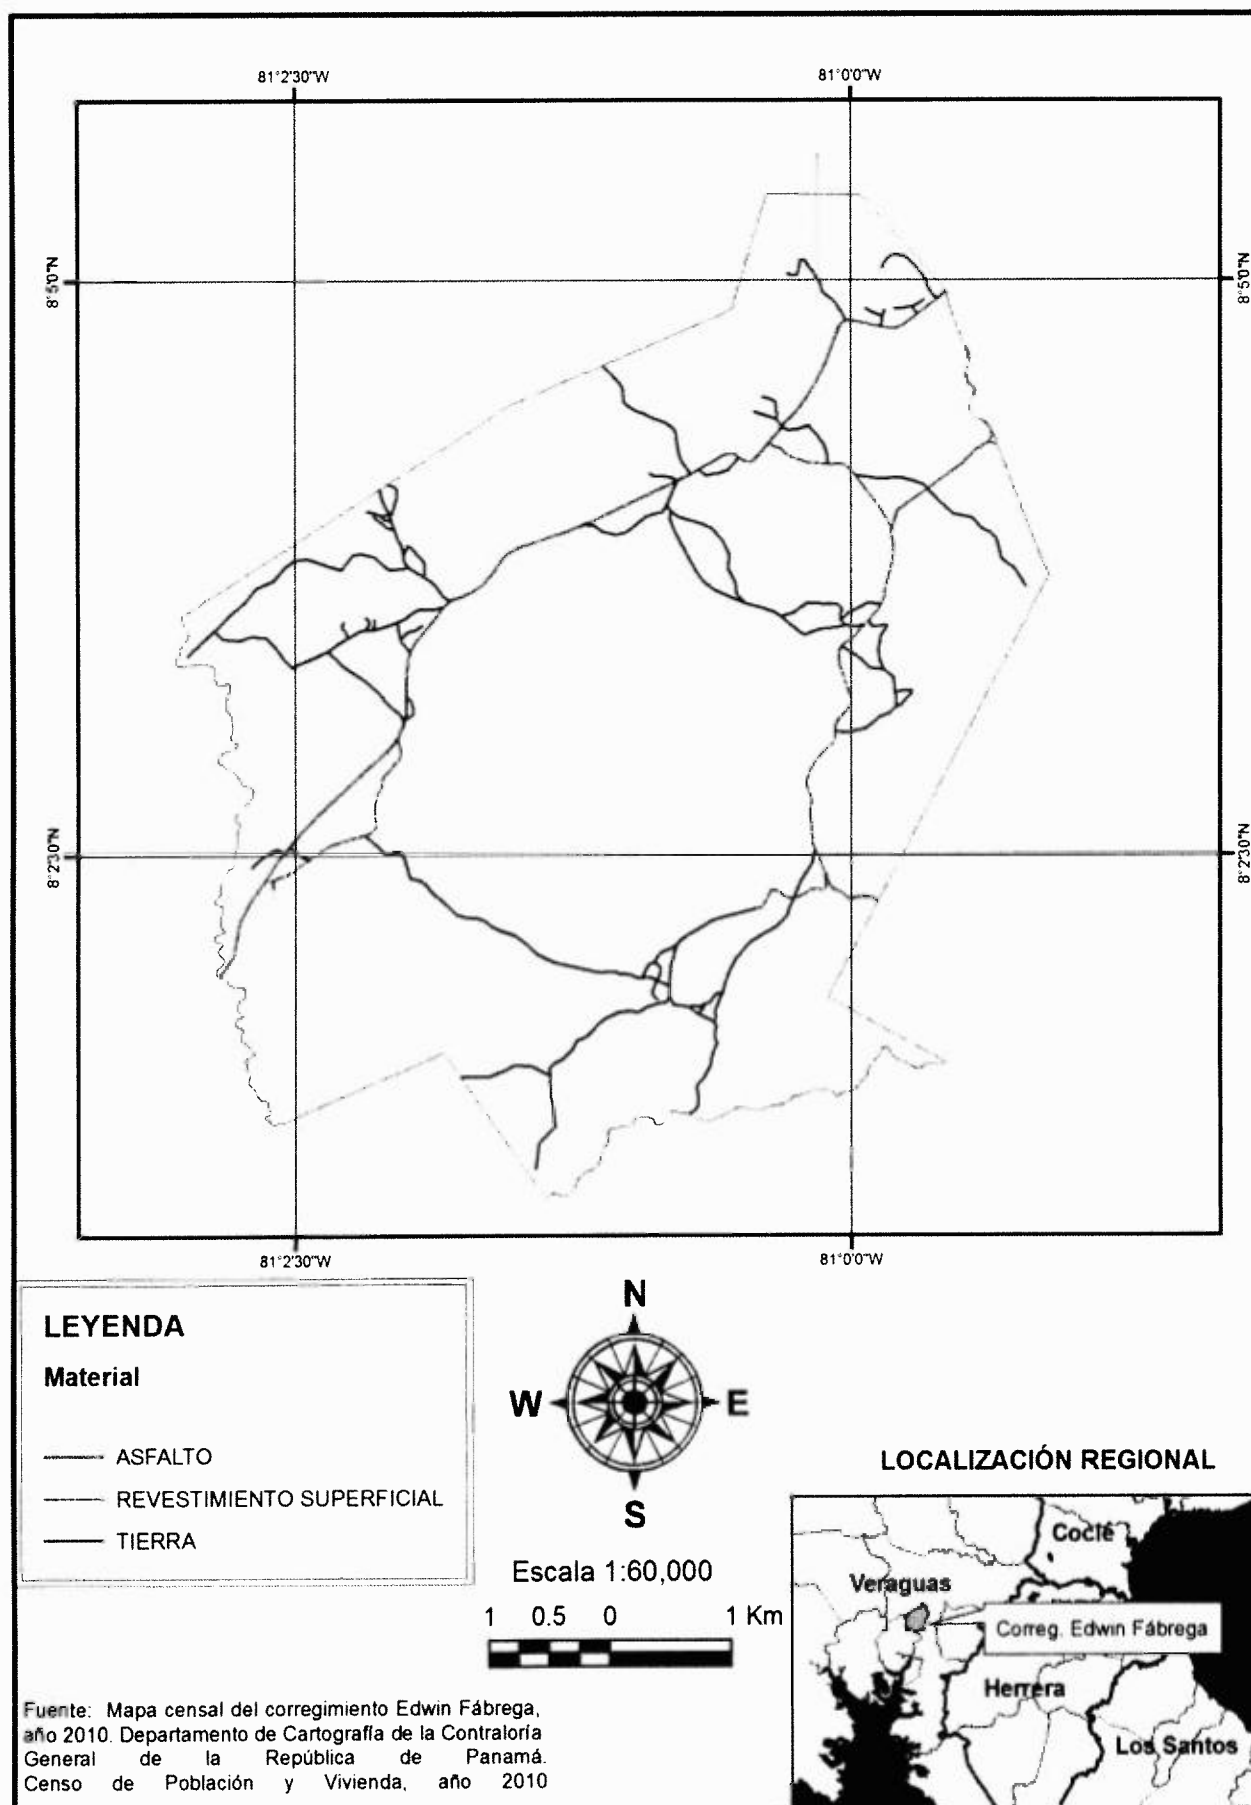 81°2'30"W 81°0'0"W
8°5'0"N 8°5'0"N
8°2'30"N 8°2'30"N
81°2'30"W 81°0'0"W
LEYENDA
Material
ASFALTO
REVESTIMIENTO SUPERFICIAL
TIERRA
N
W E
S
Escala 1:60,000
1 0.5 0 1 Km
LOCALIZACIÓN REGIONAL
Coclé
Veraguas
Correg. Edwin Fábrega
Herrera
Los Santos
Fuente: Mapa censal del corregimiento Edwin Fábrega,
año 2010. Departamento de Cartografía de la Contraloría
General de la República de Panamá.
Censo de Población y Vivienda, año 2010